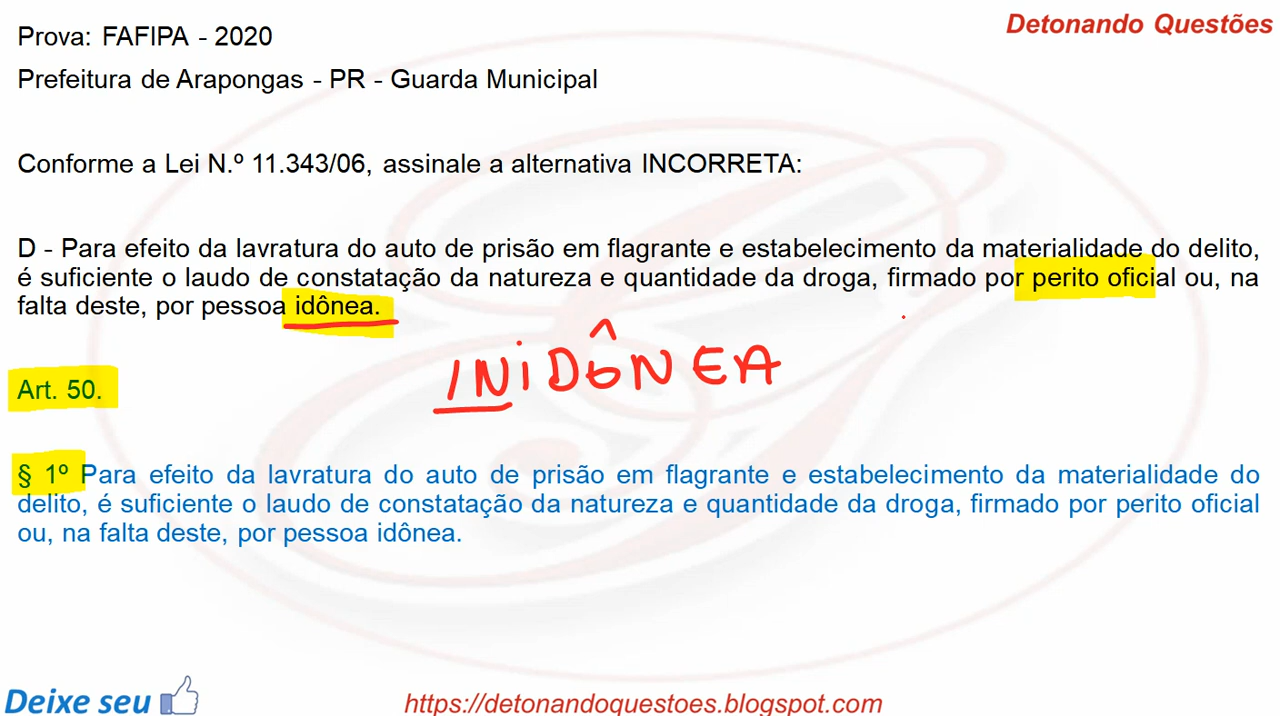 Prova: FAFIPA - 2020
Detonando Questões
Prefeitura de Arapongas - PR - Guarda Municipal
Conforme a Lei N.º 11.343/06, assinale a alternativa INCORRETA:
D - Para efeito da lavratura do auto de prisão em flagrante e estabelecimento da materialidade do delito,
é suficiente o laudo de constatação da natureza e quantidade da droga, firmado por perito oficial ou, na
falta deste, por pessoa idônea.
INiDÔNEA
Art. 50.
§ 1º Para efeito da lavratura do auto de prisão em flagrante e estabelecimento da materialidade do
delito, é suficiente o laudo de constatação da natureza e quantidade da droga, firmado por perito oficial
ou, na falta deste, por pessoa idônea.
Deixe seu
https://detonandoquestoes.blogspot.com/